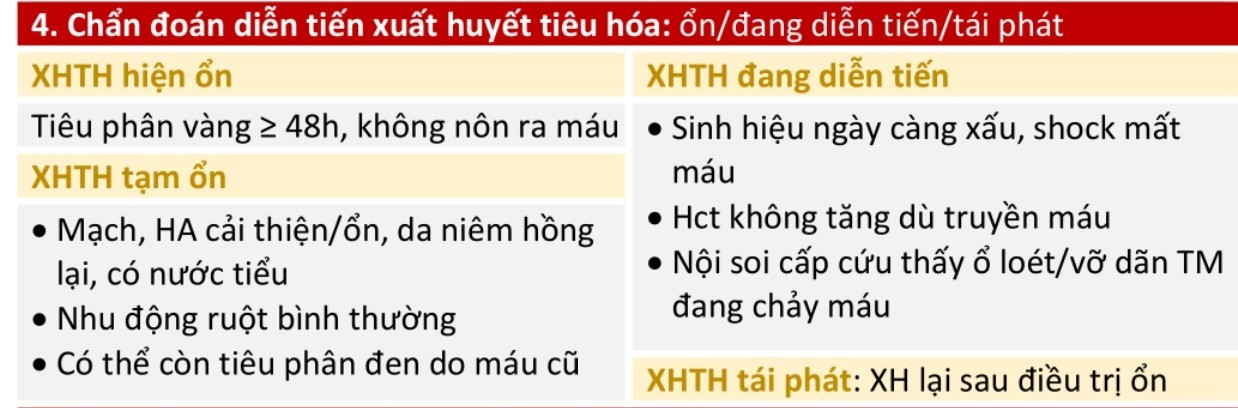 4. Chẩn đoán diễn tiến xuất huyết tiêu hóa: ổn/đang diễn tiến/tái phát
XHTH hiện ổn
Tiêu phân vàng ≥ 48h, không nôn ra máu
XHTH tạm ổn
• Mạch, HA cải thiện/ổn, da niêm hồng
lại, có nước tiểu
• Nhu động ruột bình thường
• Có thể còn tiêu phân đen do máu cũ
XHTH đang diễn tiến
• Sinh hiệu ngày càng xấu, shock mất
máu
• Hct không tăng dù truyền máu
• Nội soi cấp cứu thấy ổ loét/vỡ dãn TM
đang chảy máu
XHTH tái phát: XH lại sau điều trị ổn